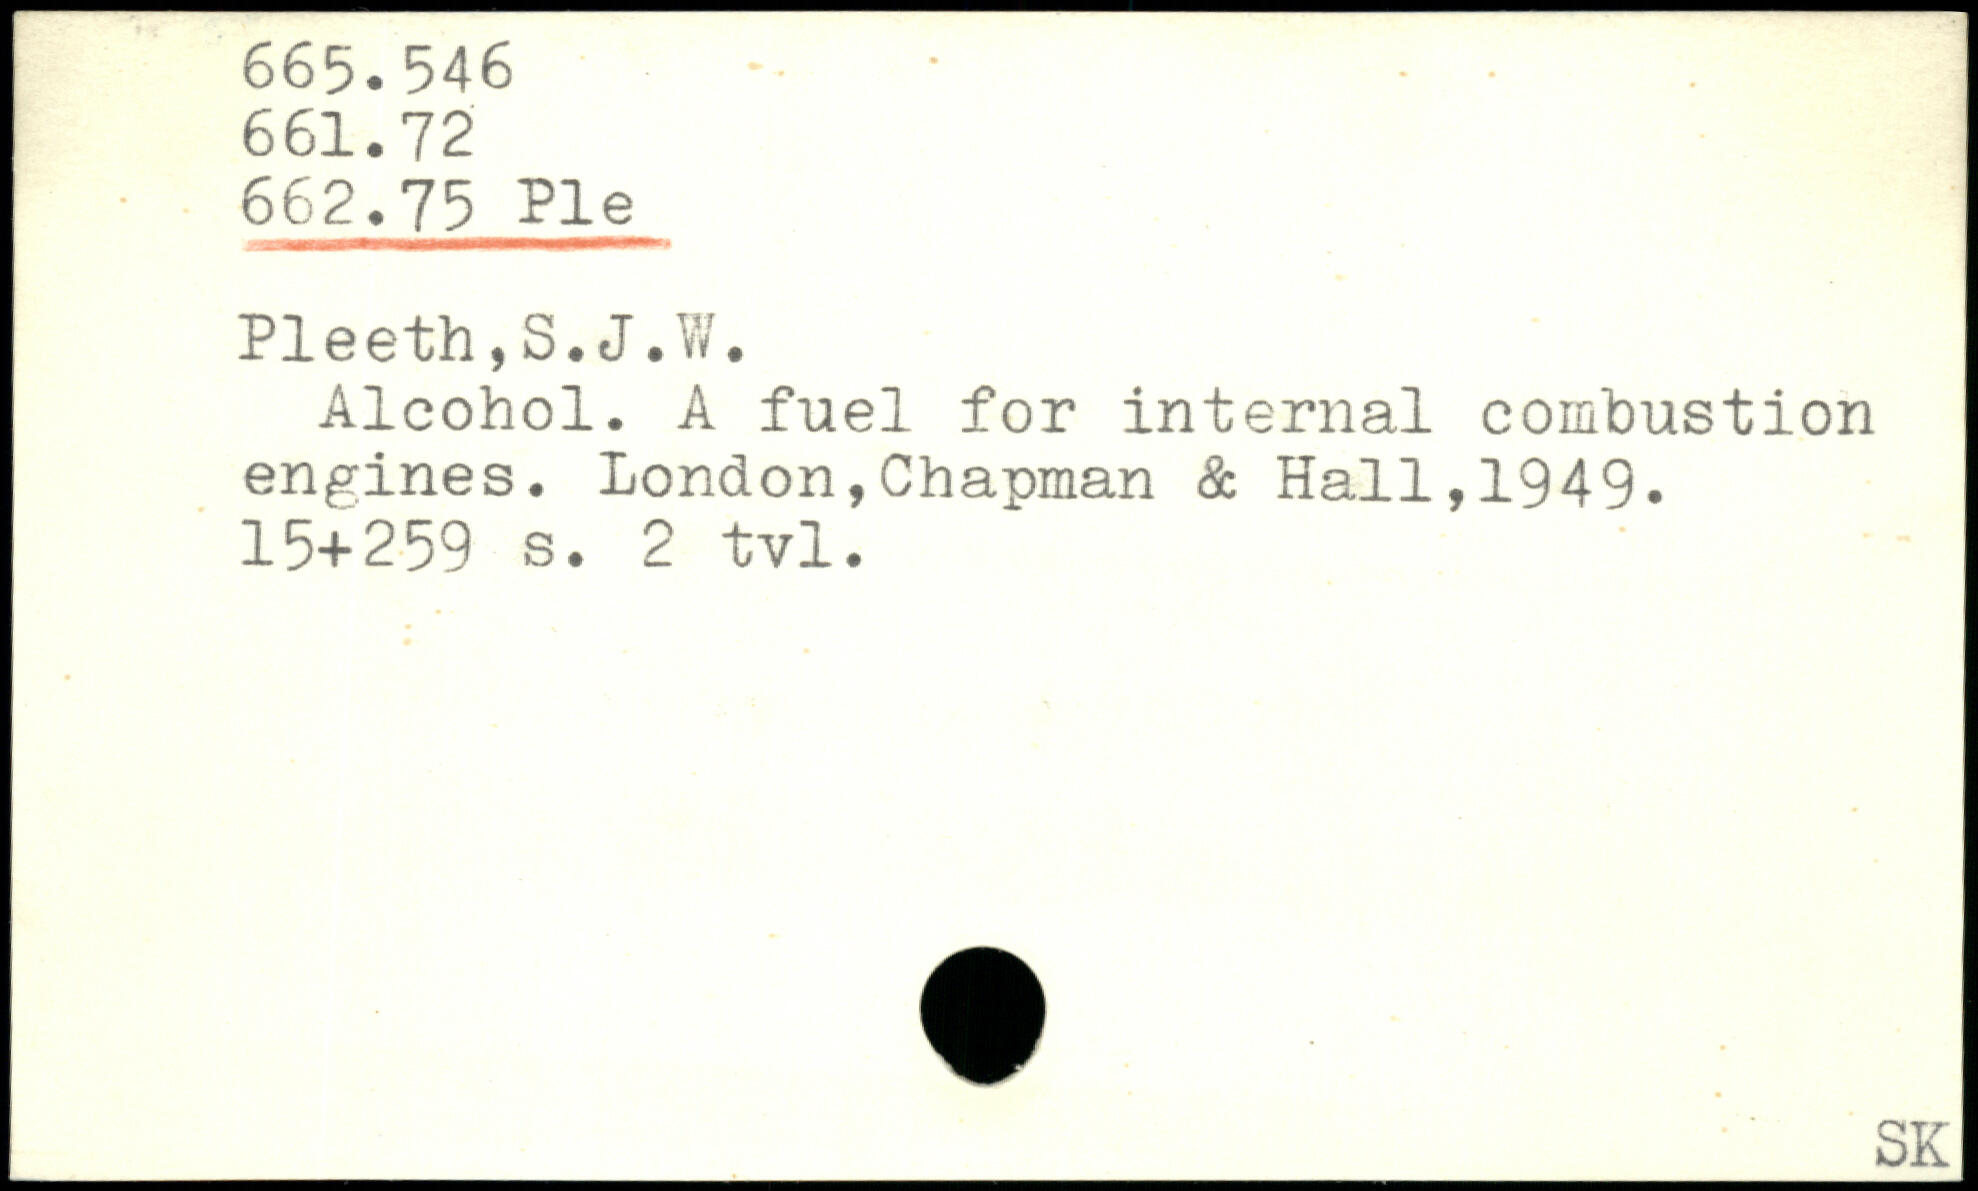 665.546
661.72
662.75 Ple
Pleeth,S.J.W.
Alcohol. A fuel for internal combustion
engines. London,Chapman & Hall,1949.
15+259 s. 2 tvl.
SK